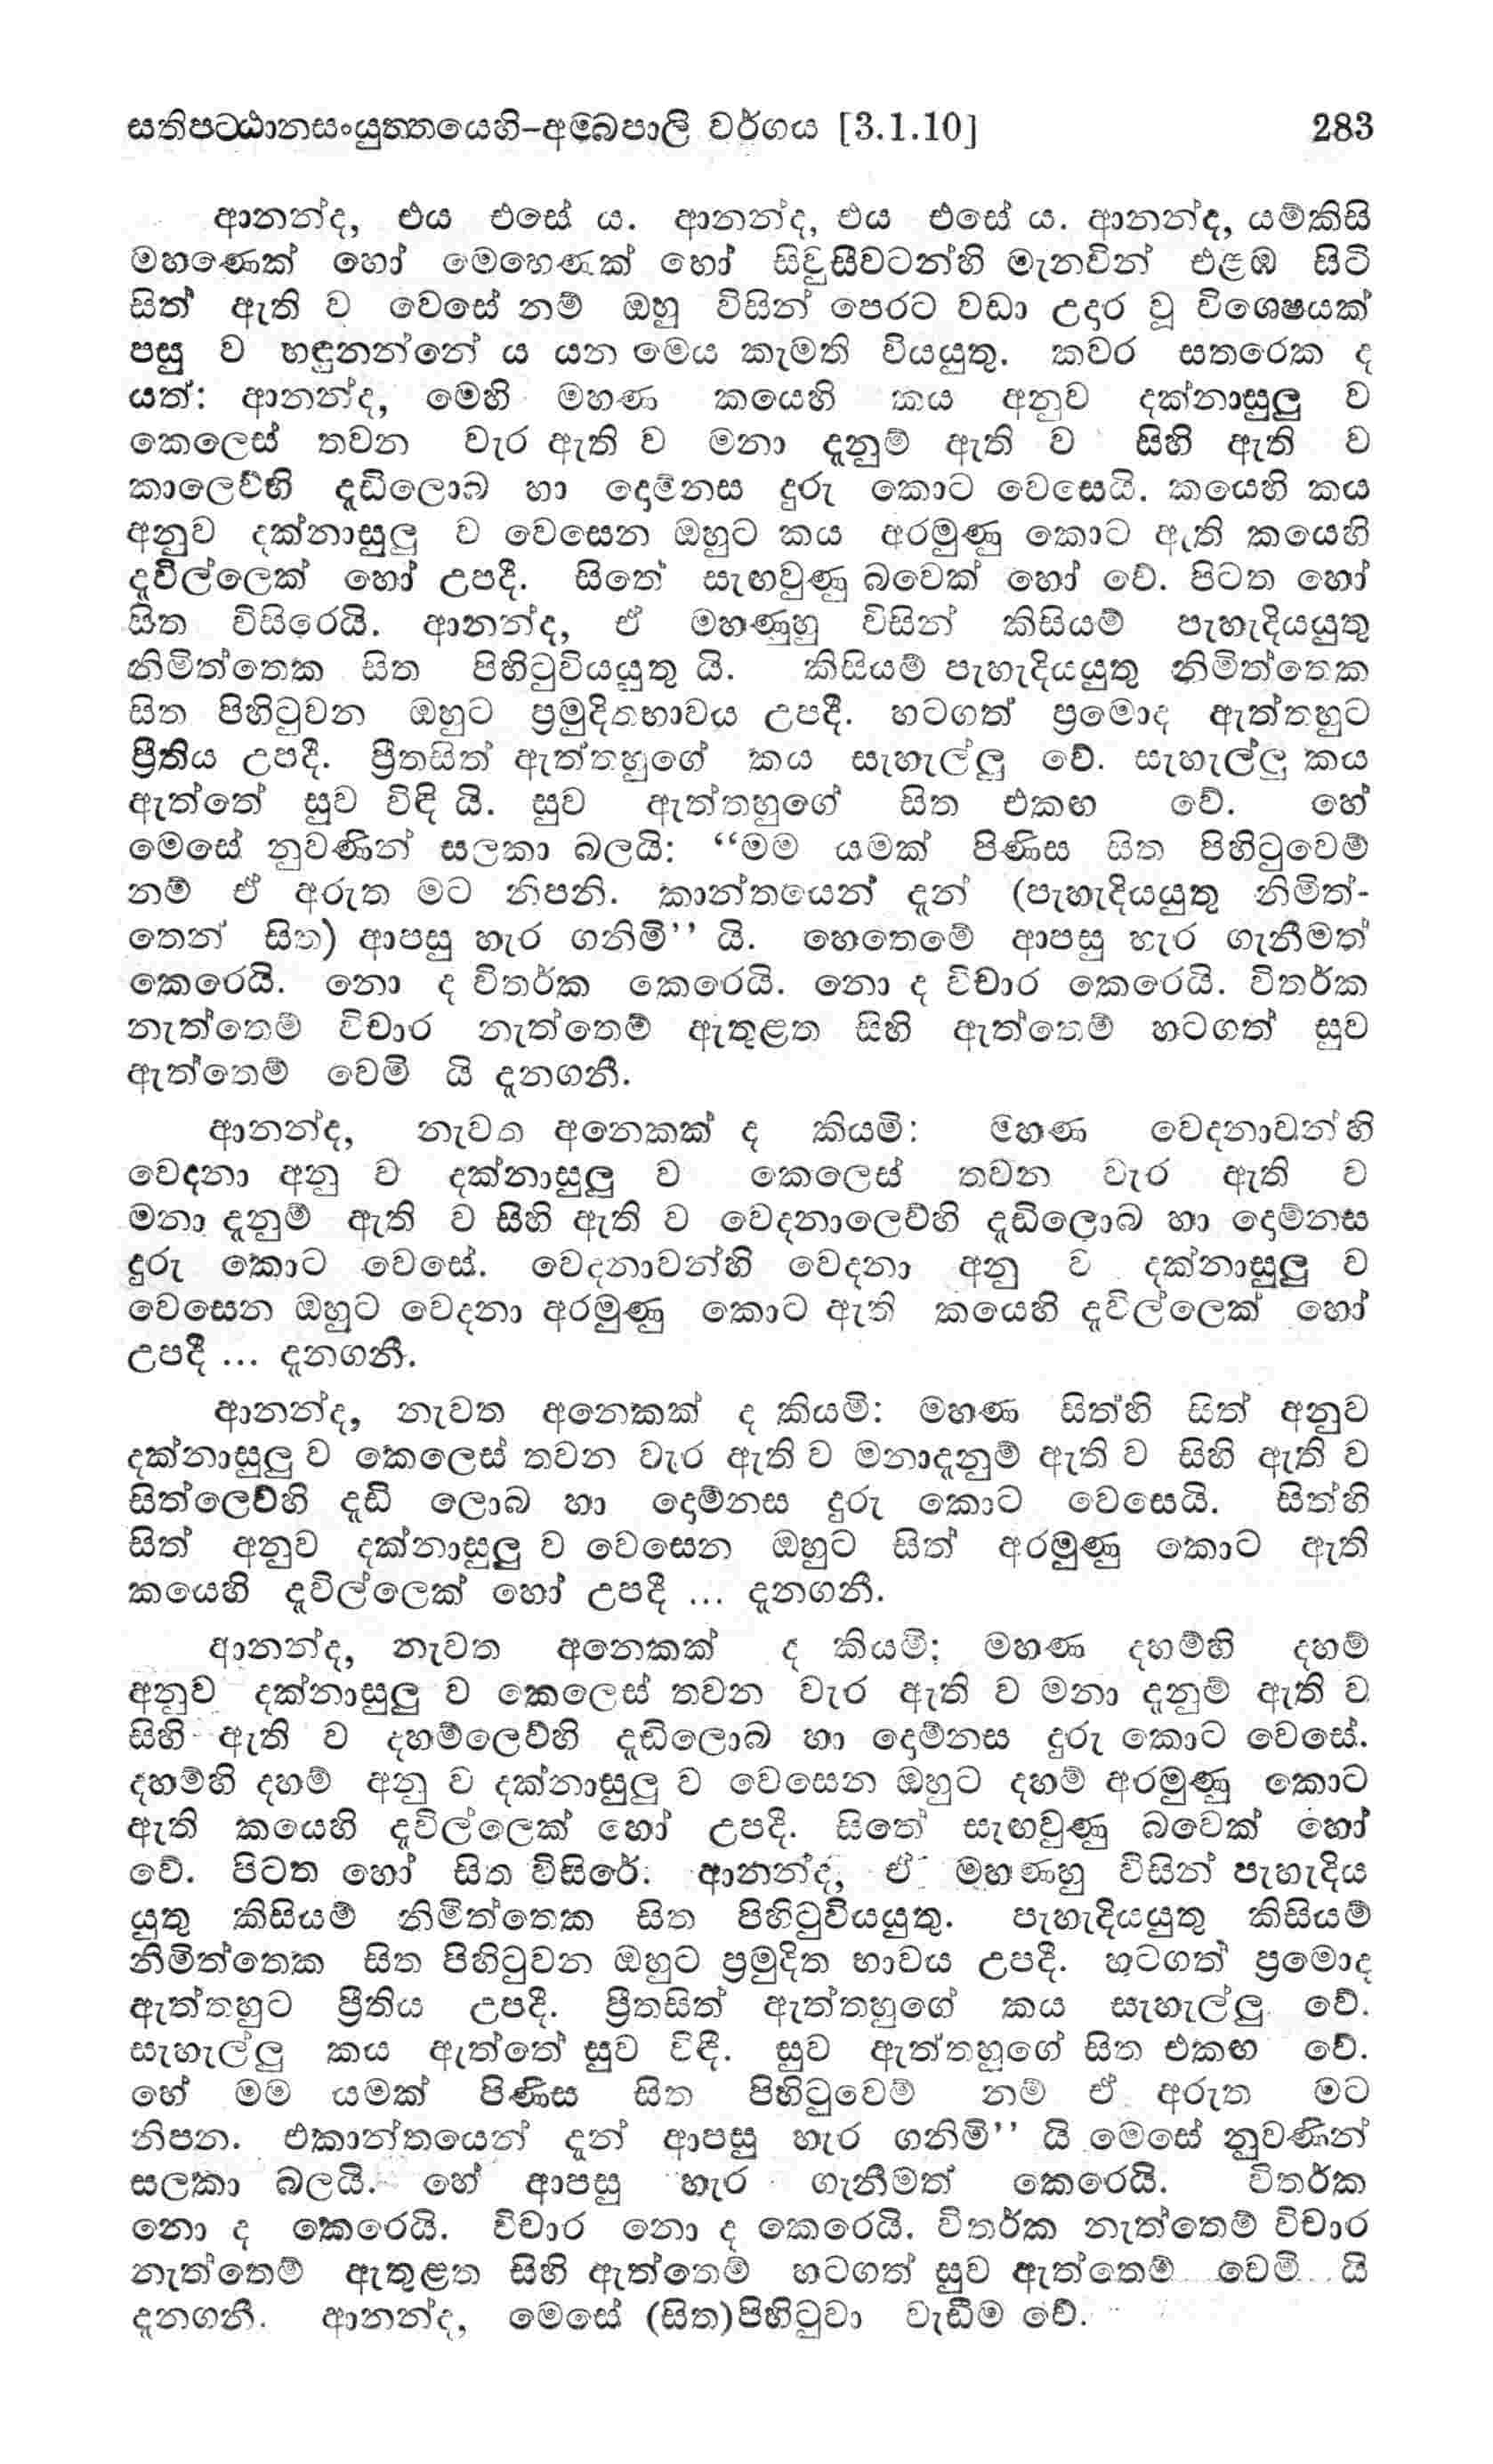 සතිපට්ඨානසංයුත්තයෙහි-අම්බපාලි වර්ගය [3.1.10] 283
ආනන්ද, එය එසේ ය. ආනන්ද, එය එසේ ය. ආනන්ද, යම්කිසි
මහණෙක් හෝ මෙහෙණක් හෝ සිවුසීවටන්හි මැනවින් එළඹ සිටි
සිත් ඇති ව වෙසේ නම් ඔහු විසින් පෙරට වඩා උදාර වූ විශෙෂයක්
පසු ව හඳුනන්නේ ය යන මෙය කැමති වියයුතු. කවර සතරෙක ද
යත්: ආනන්ද, මෙහි මහණ කයෙහි කය අනුව දක්නාසුලු ව
කෙලෙස් තවන වැර ඇති ව මනා දැනුම් ඇති ව සිහි ඇති ව
කාලෙව්හි දැඩිලොබ හා දොම්නස දුරු කොට වෙසෙයි. කයෙහි කය
අනුව දක්නාසුලු ව වෙසෙන ඔහුට කය අරමුණු කොට ඇති කයෙහි
දැවිල්ලෙක් හෝ උපදී. සිතේ සැඟවුණු බවෙක් හෝ වේ. පිටත හෝ
සිත විසිරෙයි. ආනන්ද, ඒ මහණුහු විසින් කිසියම් පැහැදියයුතු
නිමිත්තෙක සිත පිහිටුවියයුතු යි. කිසියම් පැහැදියයුතු නිමිත්තෙක
සිත පිහිටුවන ඔහුට ප්‍රමුදිතභාවය උපදී. හටගත් ප්‍රමොද ඇත්තහුට
ප්‍රීතිය උපදී. ප්‍රීතසිත් ඇත්තහුගේ කය සැහැල්ලු වේ. සැහැල්ලු කය
ඇත්තේ සුව විඳි යි. සුව ඇත්තහුගේ සිත එකඟ වේ. හේ
මෙසේ නුවණින් සලකා බලයි: “මම යමක් පිණිස සිත පිහිටුවෙම්
නම් ඒ අරුත මට නිපනි. කාන්තයෙන් දැන් (පැහැදියයුතු නිමිත්-
තෙන් සිත) ආපසු හැර ගනිමි’’ යි. හෙතෙමේ ආපසු හැර ගැනීමත්
කෙරෙයි. නො ද විතර්ක කෙරෙයි. නො ද විචාර කෙරෙයි. විතර්ක
නැත්තෙම් විචාර නැත්තෙම් ඇතුළත සිහි ඇත්තෙම් හටගත් සුව
ඇත්තෙම් වෙමි යි දැනගනී.
ආනන්ද, නැවත අනෙකක් ද කියමි: මහණ වෙදනාවන්හි
වෙදනා අනු ව දක්නාසුලු ව කෙලෙස් තවන වැර ඇති ව
මනා දැනුම් ඇති ව සිහි ඇති ව වෙදනාලෙව්හි දැඩිලොබ හා දොම්නස
දුරු කොට වෙසේ. වෙදනාවන්හි වෙදනා අනු ව දක්නාසුලු ව
වෙසෙන ඔහුට වෙදනා අරමුණු කොට ඇති කයෙහි දැවිල්ලෙක් හෝ
උපදී ... දැනගනී.
ආනන්ද, නැවත අනෙකක් ද කියමි: මහණ සිත්හි සිත් අනුව
දක්නාසුලු ව කෙලෙස් තවන වැර ඇති ව මනාදැනුම් ඇති ව සිහි ඇති ව
සිත්ලෙව්හි දැඩි ලොබ හා දොම්නස දුරු කොට වෙසෙයි. සිත්හි
සිත් අනුව දක්නාසුලු ව වෙසෙන ඔහුට සිත් අරමුණු කොට ඇති
කයෙහි දැවිල්ලෙක් හෝ උපදී ... දැනගනී.
ආනන්ද, නැවත අනෙකක් ද කියමි: මහණ දහම්හි දහම්
අනුව දක්නාසුලු ව කෙලෙස් තවන වැර ඇති ව මනා දැනුම් ඇති ව
සිහි ඇති ව දහම්ලෙව්හි දැඩිලොබ හා දොම්නස දුරු කොට වෙසේ.
දහම්හි දහම් අනු ව දක්නාසුලු ව වෙසෙන ඔහුට දහම් අරමුණු කොට
ඇති කයෙහි දැවිල්ලෙක් හෝ උපදී. සිතේ සැඟවුණු බවෙක් හෝ
වේ. පිටත හෝ සිත විසිරේ. ආනන්ද, ඒ මහණහු විසින් පැහැදිය
යුතු කිසියම් නිමිත්තෙක සිත පිහිටුවියයුතු. පැහැදියයුතු කිසියම්
නිමිත්තෙක සිත පිහිටුවන ඔහුට ප්‍රමුදිත භාවය උපදී. හටගත් ප්‍රමොද
ඇත්තහුට ප්‍රීතිය උපදී. ප්‍රීතසිත් ඇත්තහුගේ කය සැහැල්ලු වේ.
සැහැල්ලු කය ඇත්තේ සුව විඳී. සුව ඇත්තහුගේ සිත එකඟ වේ.
හේ මම යමක් පිණිස සිත පිහිටුවෙම් නම් ඒ අරුත මට
නිපන. එකාන්තයෙන් දැන් ආපසු හැර ගනිමි’’ යි මෙසේ නුවණින්
සලකා බලයි. හේ ආපසු හැර ගැනීමත් කෙරෙයි. විතර්ක
නො ද කෙරෙයි. විචාර නො ද කෙරෙයි. විතර්ක නැත්තෙම් විචාර
නැත්තෙම් ඇතුළත සිහි ඇත්තෙම් හටගත් සුව ඇත්තෙම් වෙමි යි
දැනගනී. ආනන්ද, මෙසේ (සිත)පිහිටුවා වැඩීම වේ.